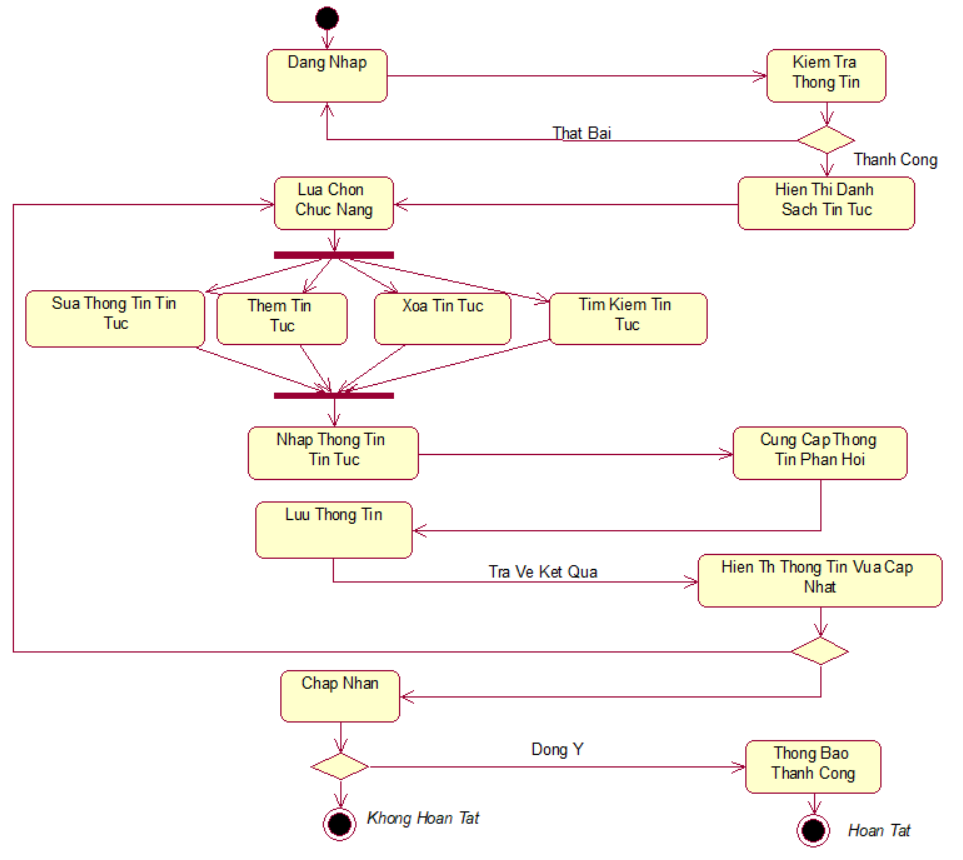 Dang Nhap
Kiem Tra
Thong Tin
That Bai
Thanh Cong
Lua Chon
Chuc Nang
Hien Thi Danh
Sach Tin Tuc
Sua Thong Tin Tin
Tuc
Them Tin
Tuc
Xoa Tin Tuc
Tim Kiem Tin
Tuc
Nhap Thong Tin
Tin Tuc
Cung Cap Thong
Tin Phan Hoi
Luu Thong Tin
Tra Ve Ket Qua
Hien Th Thong Tin Vua Cap
Nhat
Chap Nhan
Dong Y
Thong Bao
Thanh Cong
Khong Hoan Tat
Hoan Tat